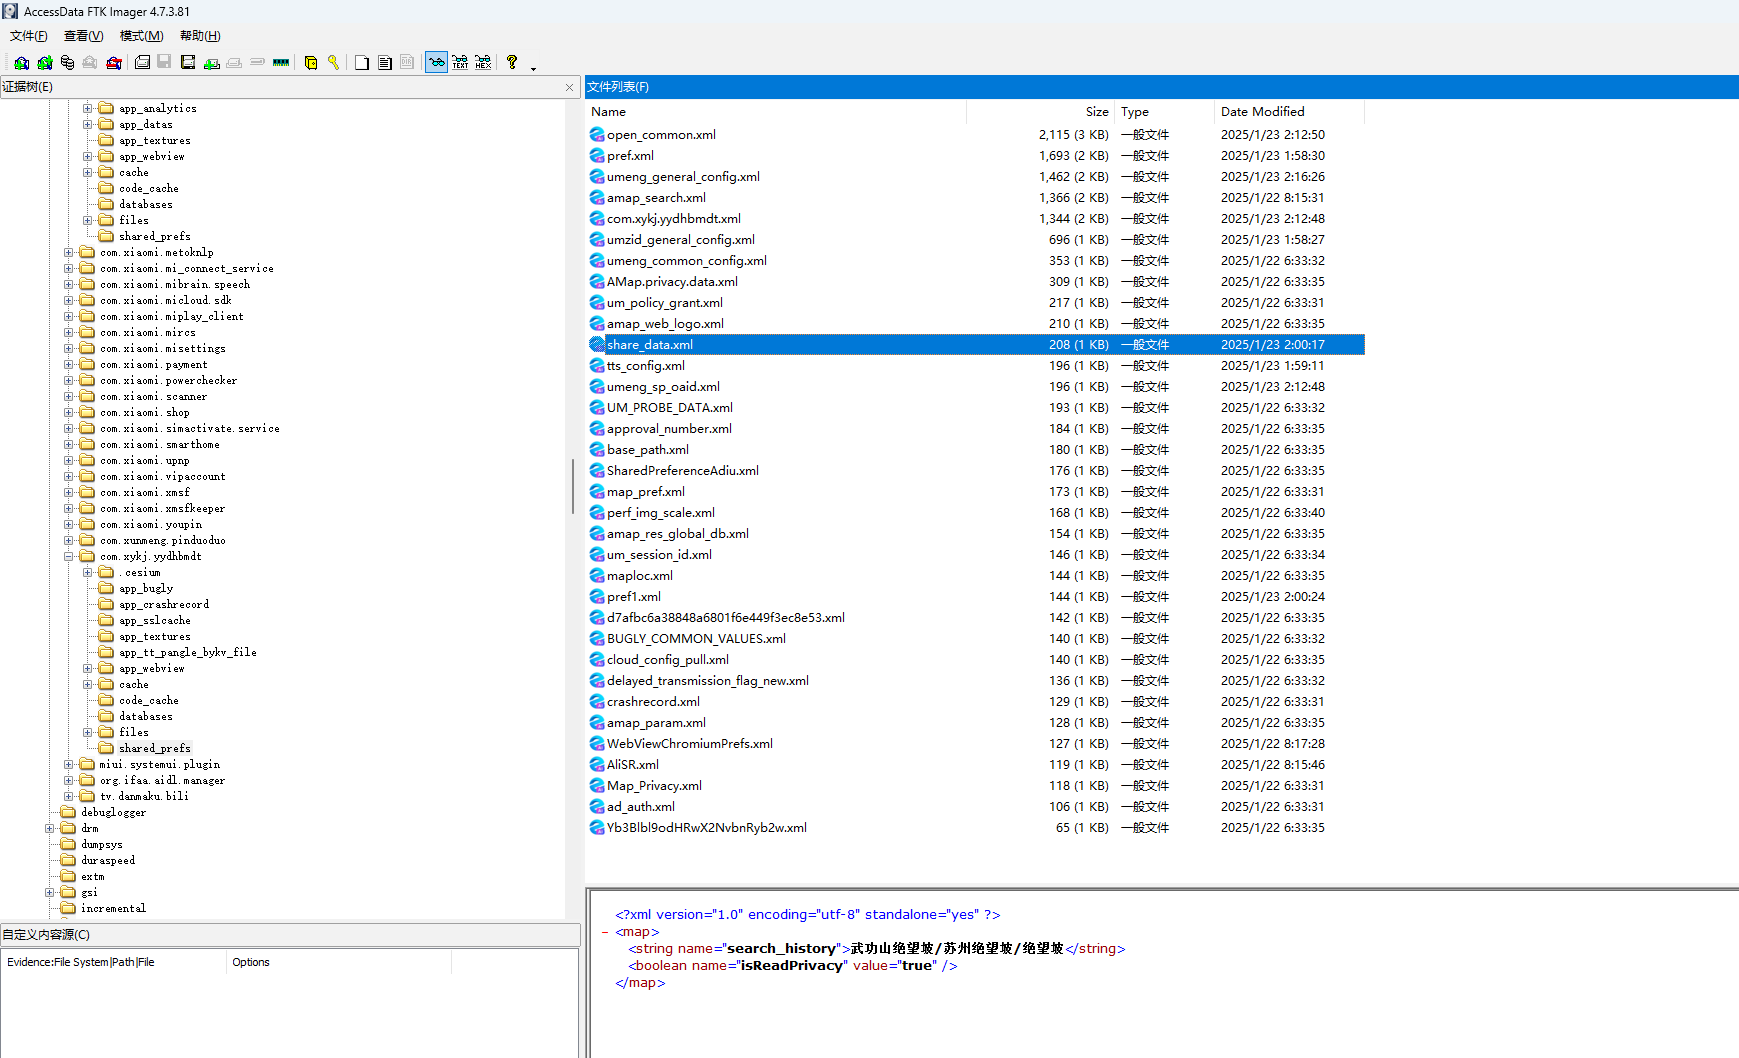 AccessData FTK Imager 4.7.3.81
文件(F) 查看(V) 模式(M) 帮助(H)
证据树(E)
app_analytics
app_datas
app_textures
app_webview
cache
code_cache
databases
files
shared_prefs
com.xiaomi.metoknlp
com.xiaomi.mi_connect_service
com.xiaomi.mibrain.speech
com.xiaomi.micloud.sdk
com.xiaomi.miplay_client
com.xiaomi.mircs
com.xiaomi.misettings
com.xiaomi.payment
com.xiaomi.powerchecker
com.xiaomi.scanner
com.xiaomi.shop
com.xiaomi.simactivate.service
com.xiaomi.smarthome
com.xiaomi.upnp
com.xiaomi.vipaccount
com.xiaomi.xmsf
com.xiaomi.xmsfkeeper
com.xiaomi.youpin
com.xunmeng.pinduoduo
com.xykj.yydhbmdt
.cesium
app_bugly
app_crashrecord
app_sslcache
app_textures
app_tt_pangle_bykv_file
app_webview
cache
code_cache
databases
files
shared_prefs
miui.systemui.plugin
org.ifaa.aidl.manager
tv.danmaku.bili
debuglogger
drm
dumpsys
duraspeed
extm
gsi
incremental
自定义内容源(C)
Evidence:File System|Path|File Options
文件列表(F)
Name Size Type Date Modified
open_common.xml 2,115 (3 KB) 一般文件 2025/1/23 2:12:50
pref.xml 1,693 (2 KB) 一般文件 2025/1/23 1:58:30
umeng_general_config.xml 1,462 (2 KB) 一般文件 2025/1/23 2:16:26
amap_search.xml 1,366 (2 KB) 一般文件 2025/1/22 8:15:31
com.xykj.yydhbmdt.xml 1,344 (2 KB) 一般文件 2025/1/23 2:12:48
umzid_general_config.xml 696 (1 KB) 一般文件 2025/1/23 1:58:27
umeng_common_config.xml 353 (1 KB) 一般文件 2025/1/22 6:33:32
AMap.privacy.data.xml 309 (1 KB) 一般文件 2025/1/22 6:33:35
um_policy_grant.xml 217 (1 KB) 一般文件 2025/1/22 6:33:31
amap_web_logo.xml 210 (1 KB) 一般文件 2025/1/22 6:33:35
share_data.xml 208 (1 KB) 一般文件 2025/1/23 2:00:17
tts_config.xml 196 (1 KB) 一般文件 2025/1/23 1:59:11
umeng_sp_oaid.xml 196 (1 KB) 一般文件 2025/1/23 2:12:48
UM_PROBE_DATA.xml 193 (1 KB) 一般文件 2025/1/22 6:33:32
approval_number.xml 184 (1 KB) 一般文件 2025/1/22 6:33:35
base_path.xml 180 (1 KB) 一般文件 2025/1/22 6:33:35
SharedPreferenceAdiu.xml 176 (1 KB) 一般文件 2025/1/22 6:33:35
map_pref.xml 173 (1 KB) 一般文件 2025/1/22 6:33:31
perf_img_scale.xml 168 (1 KB) 一般文件 2025/1/22 6:33:40
amap_res_global_db.xml 154 (1 KB) 一般文件 2025/1/22 6:33:35
um_session_id.xml 146 (1 KB) 一般文件 2025/1/22 6:33:34
maploc.xml 144 (1 KB) 一般文件 2025/1/22 6:33:35
pref1.xml 144 (1 KB) 一般文件 2025/1/23 2:00:24
d7afbc6a38848a6801f6e449f3ec8e53.xml 142 (1 KB) 一般文件 2025/1/22 6:33:35
BUGLY_COMMON_VALUES.xml 140 (1 KB) 一般文件 2025/1/22 6:33:32
cloud_config_pull.xml 140 (1 KB) 一般文件 2025/1/22 6:33:35
delayed_transmission_flag_new.xml 136 (1 KB) 一般文件 2025/1/22 6:33:32
crashrecord.xml 129 (1 KB) 一般文件 2025/1/22 6:33:31
amap_param.xml 128 (1 KB) 一般文件 2025/1/22 6:33:35
WebViewChromiumPrefs.xml 127 (1 KB) 一般文件 2025/1/22 8:17:28
AliSR.xml 119 (1 KB) 一般文件 2025/1/22 8:15:46
Map_Privacy.xml 118 (1 KB) 一般文件 2025/1/22 6:33:31
ad_auth.xml 106 (1 KB) 一般文件 2025/1/22 6:33:31
Yb3Blbl9odHRwX2NvbnRyb2w.xml 65 (1 KB) 一般文件 2025/1/22 6:33:35
<?xml version="1.0" encoding="utf-8" standalone="yes" ?>
- <map>
<string name="search_history">武功山绝望坡/苏州绝望坡/绝望坡</string>
<boolean name="isReadPrivacy" value="true" />
</map>